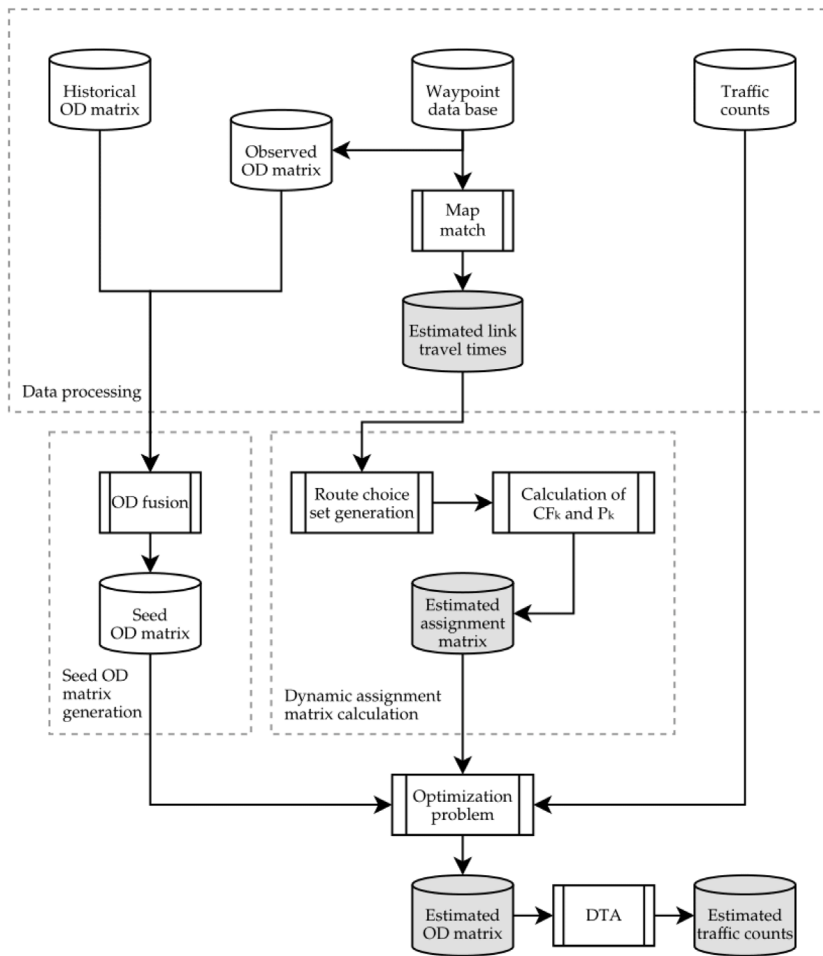 Historical
OD matrix
Waypoint
data base
Traffic
counts
Observed
OD matrix
Map
match
Estimated link
travel times
Data processing
OD fusion
Route choice
set generation
Calculation of
CFk and Pk
Seed
OD matrix
Estimated
assignment
matrix
Seed OD
matrix
generation
Dynamic assignment
matrix calculation
Optimization
problem
Estimated
OD matrix
DTA
Estimated
traffic counts